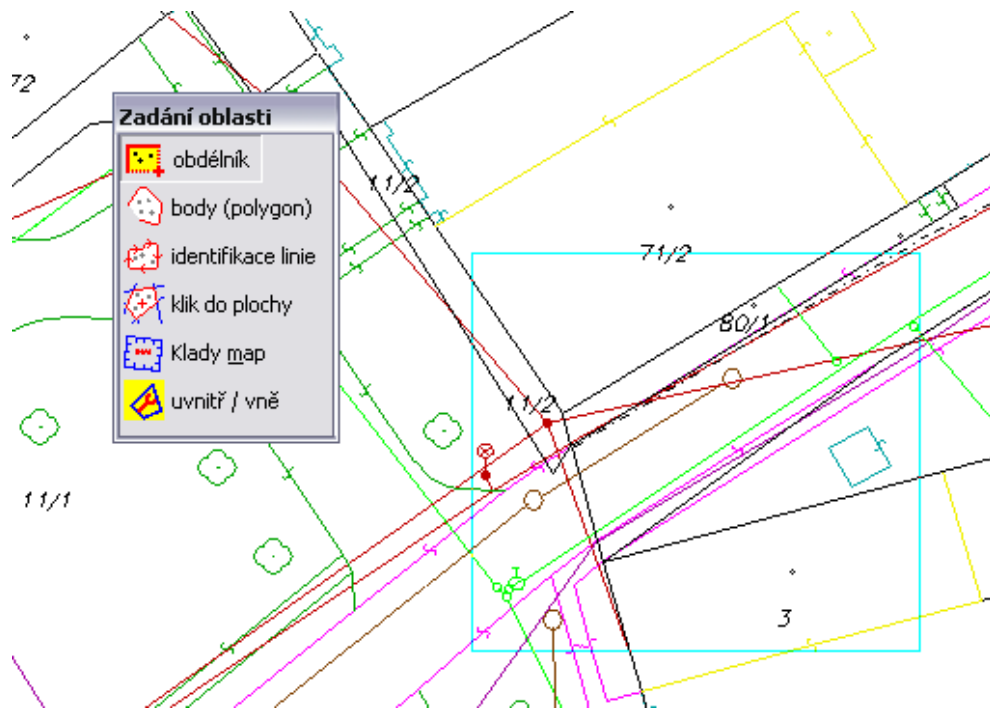 72
Zadání oblasti
obdélník
body (polygon)
identifikace linie
klik do plochy
Klady map
uvnitř / vně
11/2
71/2
80/1
11/2
11/1
3